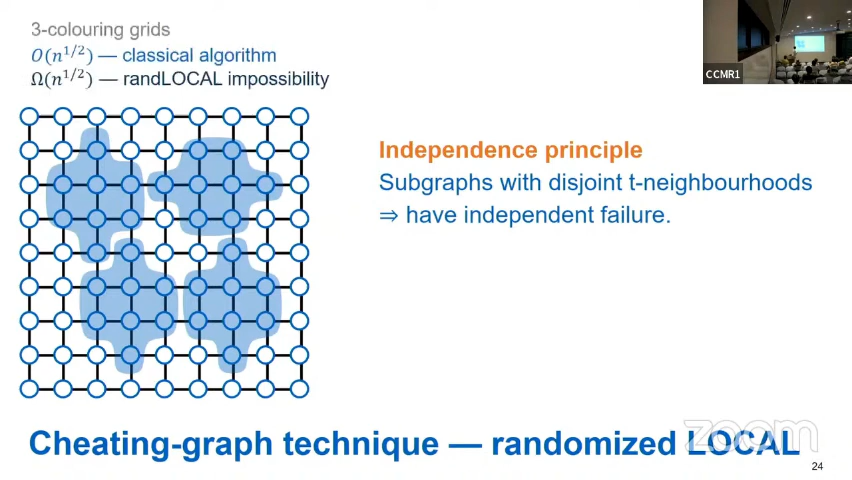 3-colouring grids
O(n^{1/2}) — classical algorithm
Ω(n^{1/2}) — randLOCAL impossibility
CCMR1
Independence principle
Subgraphs with disjoint t-neighbourhoods
⇒ have independent failure.
Cheating-graph technique — randomized LOCAL
zoom
24